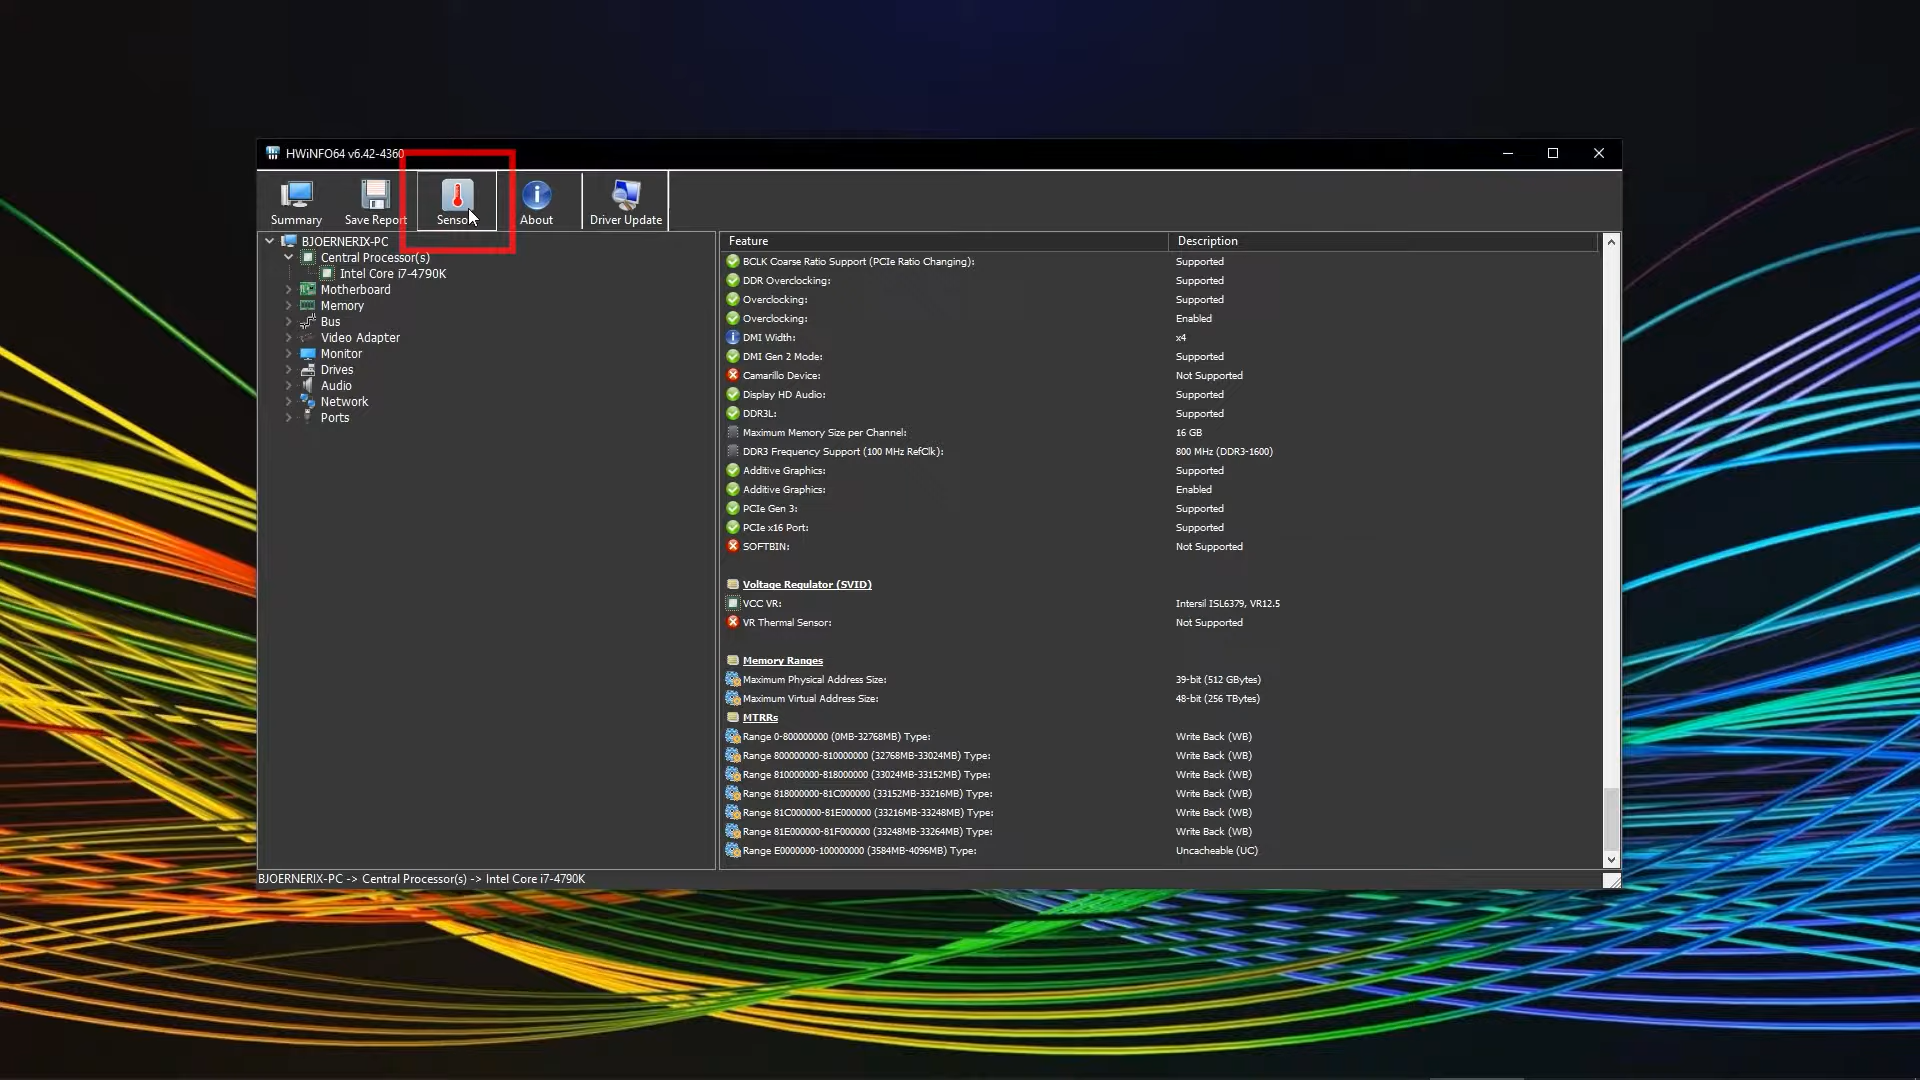 HWiNFO64 v6.42-4360
Summary
Save Report
About
Driver Update
BJOERNERIX-PC
Central Processor(s)
Intel Core i7-4790K
Motherboard
Memory
Bus
Video Adapter
Monitor
Drives
Audio
Network
Ports
Feature Description
BCLK Coarse Ratio Support (PCIe Ratio Changing): Supported
DDR Overclocking: Supported
Overclocking: Supported
Overclocking: Enabled
DMI Width: x4
DMI Gen 2 Mode: Supported
Camarillo Device: Not Supported
Display HD Audio: Supported
DDR3L: Supported
Maximum Memory Size per Channel: 16 GB
DDR3 Frequency Support (100 MHz RefClk): 800 MHz (DDR3-1600)
Additive Graphics: Supported
Additive Graphics: Enabled
PCIe Gen 3: Supported
PCIe x16 Port: Supported
SOFTBIN: Not Supported
Voltage Regulator (SVID)
VCC VR: Intersil ISL6379, VR12.5
VR Thermal Sensor: Not Supported
Memory Ranges
Maximum Physical Address Size: 39-bit (512 GBytes)
Maximum Virtual Address Size: 48-bit (256 TBytes)
MTRRs
Range 0-800000000 (0MB-32768MB) Type: Write Back (WB)
Range 800000000-810000000 (32768MB-33024MB) Type: Write Back (WB)
Range 810000000-818000000 (33024MB-33152MB) Type: Write Back (WB)
Range 818000000-81C000000 (33152MB-33216MB) Type: Write Back (WB)
Range 81C000000-81E000000 (33216MB-33248MB) Type: Write Back (WB)
Range 81E000000-81F000000 (33248MB-33264MB) Type: Write Back (WB)
Range E0000000-100000000 (3584MB-4096MB) Type: Uncacheable (UC)
BJOERNERIX-PC -> Central Processor(s) -> Intel Core i7-4790K